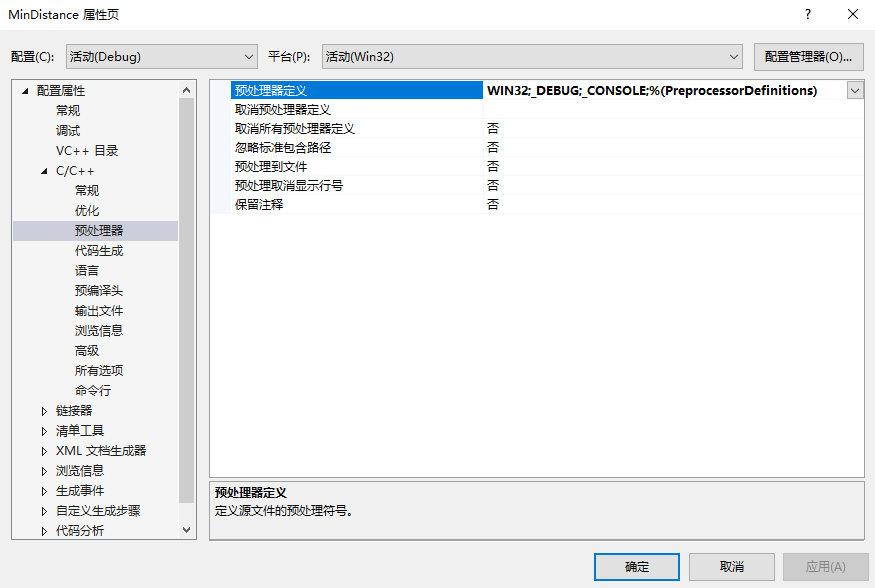 MinDistance 属性页
?
配置(C): 活动(Debug) 平台(P): 活动(Win32) 配置管理器(O)...
配置属性
常规
调试
VC++ 目录
C/C++
常规
优化
预处理器
代码生成
语言
预编译头
输出文件
浏览信息
高级
所有选项
命令行
链接器
清单工具
XML 文档生成器
浏览信息
生成事件
自定义生成步骤
代码分析
预处理器定义 WIN32;_DEBUG;_CONSOLE;%(PreprocessorDefinitions)
取消预处理器定义
取消所有预处理器定义 否
忽略标准包含路径 否
预处理到文件 否
预处理取消显示行号 否
保留注释 否
预处理器定义
定义源文件的预处理符号。
确定 取消 应用(A)